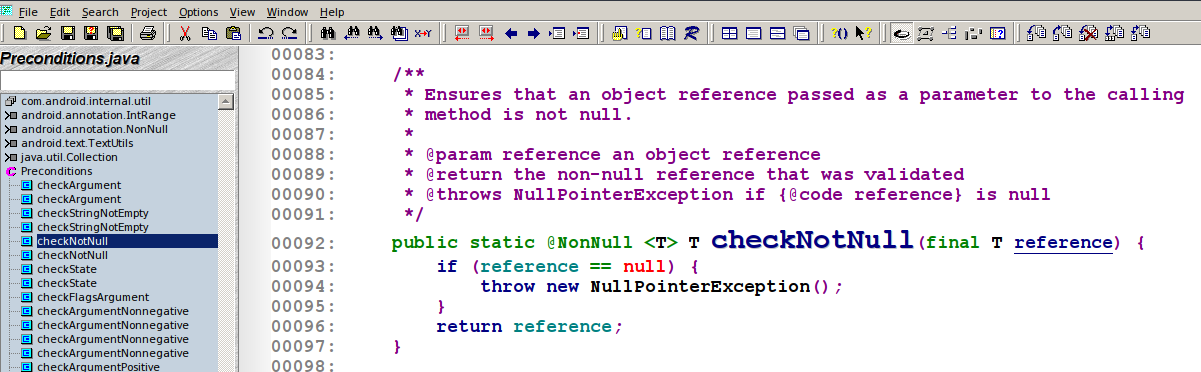 File Edit Search Project Options View Window Help
Preconditions.java
com.android.internal.util
android.annotation.IntRange
android.annotation.NonNull
android.text.TextUtils
java.util.Collection
Preconditions
checkArgument
checkArgument
checkStringNotEmpty
checkStringNotEmpty
checkNotNull
checkNotNull
checkState
checkState
checkFlagsArgument
checkArgumentNonnegative
checkArgumentNonnegative
checkArgumentNonnegative
checkArgumentNonnegative
checkArgumentPositive
00083:
00084: /**
00085: * Ensures that an object reference passed as a parameter to the calling
00086: * method is not null.
00087: *
00088: * @param reference an object reference
00089: * @return the non-null reference that was validated
00090: * @throws NullPointerException if {@code reference} is null
00091: */
00092: public static @NonNull <T> T checkNotNull(final T reference) {
00093: if (reference == null) {
00094: throw new NullPointerException();
00095: }
00096: return reference;
00097: }
00098: